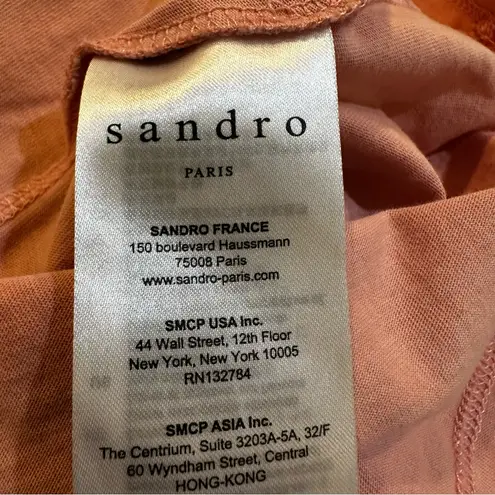 sandro
PARIS
SANDRO FRANCE
150 boulevard Haussmann
75008 Paris
www.sandro-paris.com
SMCP USA Inc.
44 Wall Street, 12th Floor
New York, New York 10005
RN132784
SMCP ASIA Inc.
The Centrium, Suite 3203A-5A, 32/F
60 Wyndham Street, Central
HONG-KONG